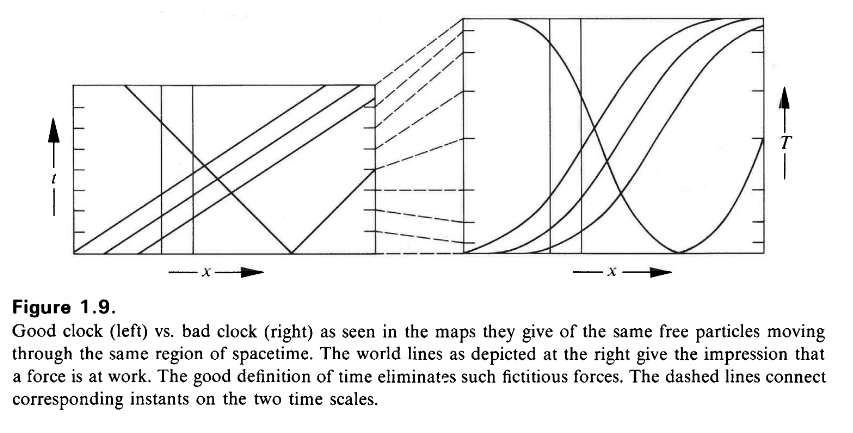 t
T
x
x
Figure 1.9.
Good clock (left) vs. bad clock (right) as seen in the maps they give of the same free particles moving
through the same region of spacetime. The world lines as depicted at the right give the impression that
a force is at work. The good definition of time eliminates such fictitious forces. The dashed lines connect
corresponding instants on the two time scales.